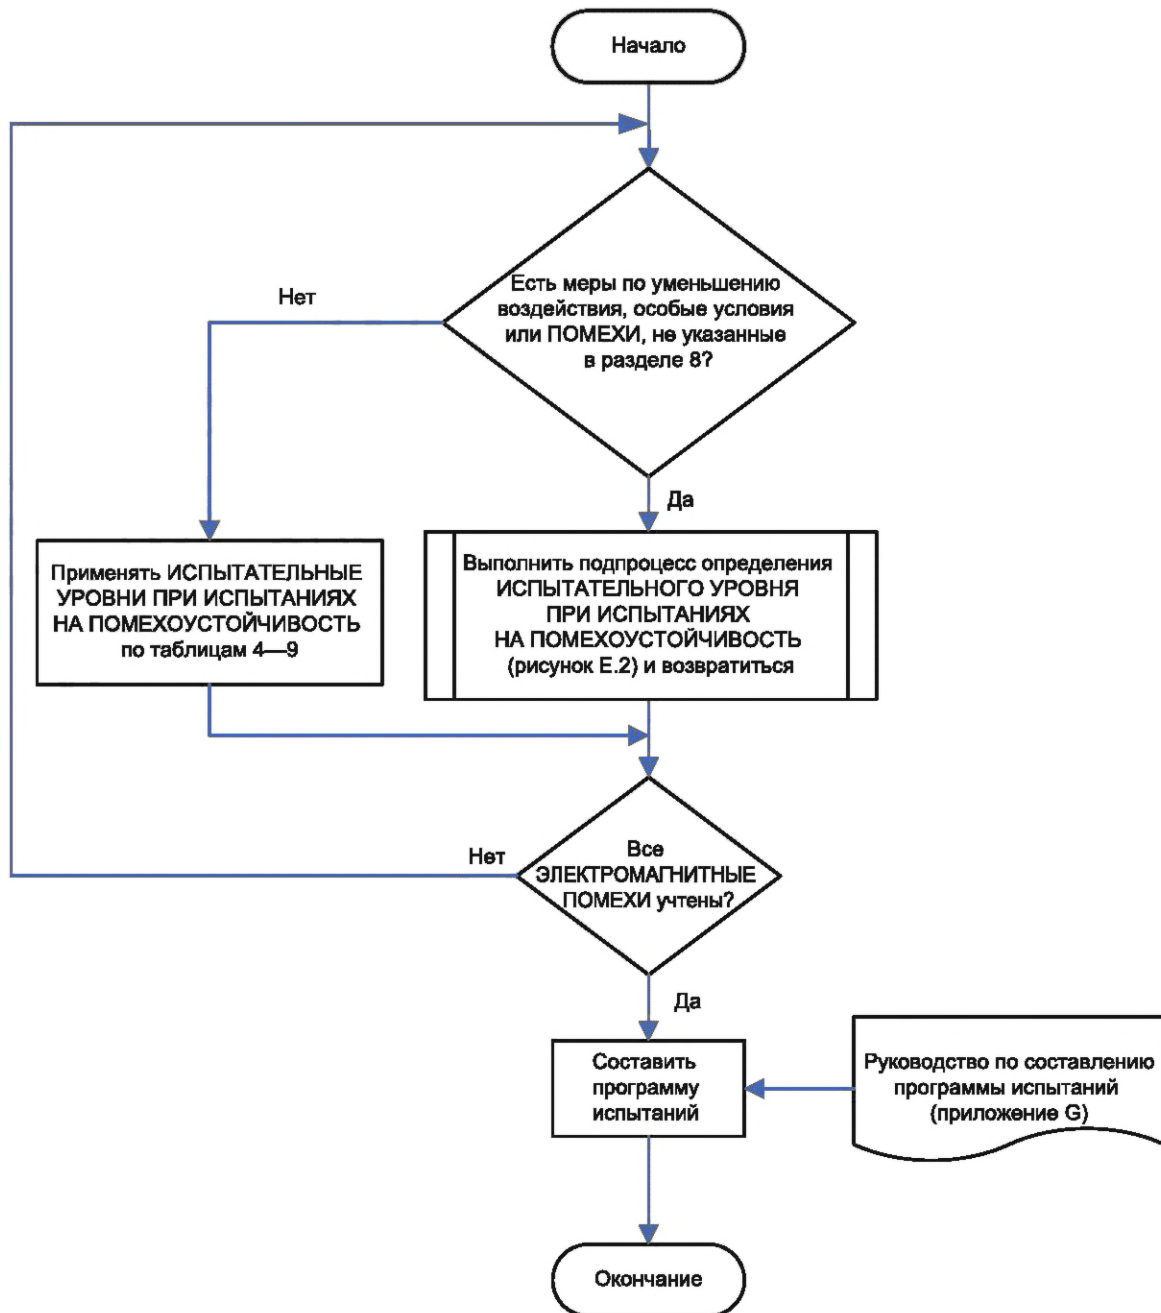 Начало
Есть меры по уменьшению
воздействия, особые условия
или ПОМЕХИ, не указанные
в разделе 8?
Нет
Да
Применять ИСПЫТАТЕЛЬНЫЕ
УРОВНИ ПРИ ИСПЫТАНИЯХ
НА ПОМЕХОУСТОЙЧИВОСТЬ
по таблицам 4—9
Выполнить подпроцесс определения
ИСПЫТАТЕЛЬНОГО УРОВНЯ
ПРИ ИСПЫТАНИЯХ
НА ПОМЕХОУСТОЙЧИВОСТЬ
(рисунок Е.2) и возвратиться
Нет
Все
ЭЛЕКТРОМАГНИТНЫЕ
ПОМЕХИ учтены?
Да
Составить
программу
испытаний
Руководство по составлению
программы испытаний
(приложение G)
Окончание